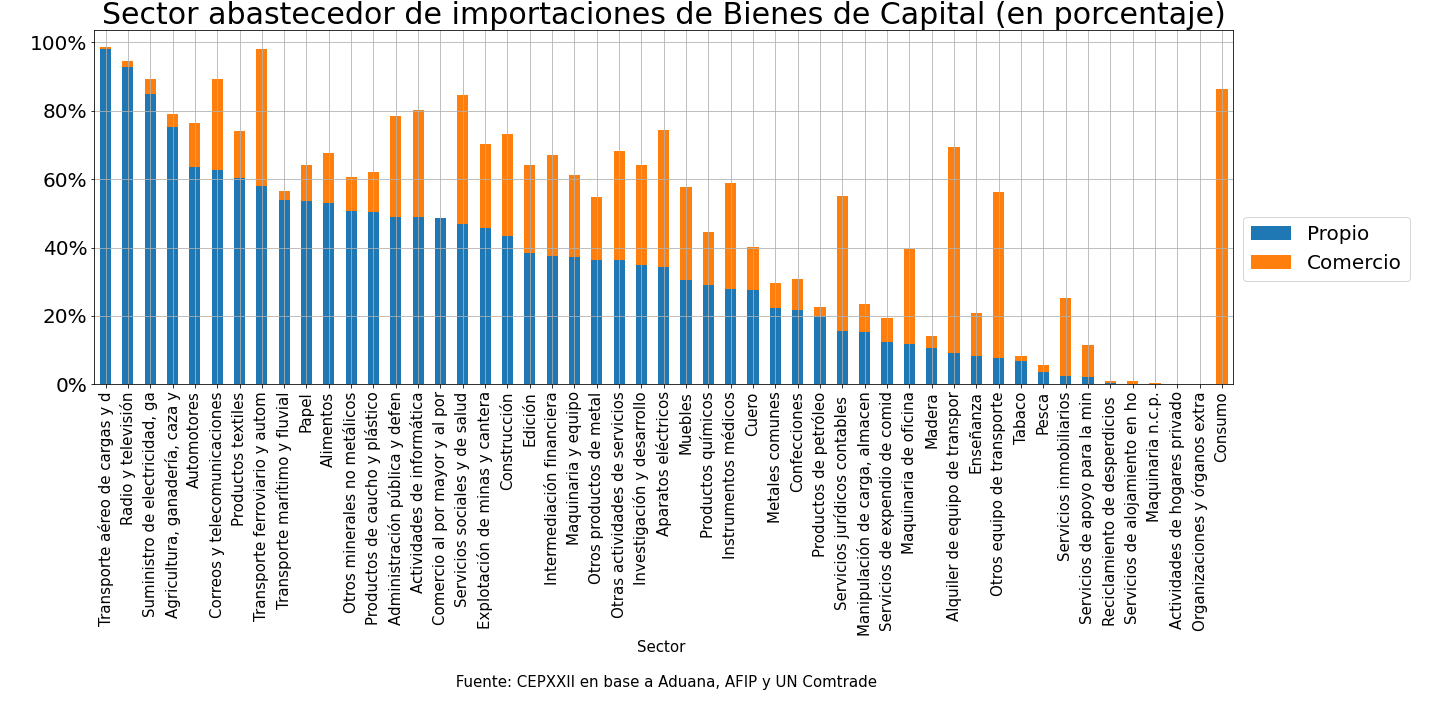 Sector abastecedor de importaciones de Bienes de Capital (en porcentaje)
100%
80%
60%
40%
20%
0%
Propio
Comercio
Transporte aéreo de cargas y d
Radio y televisión
Suministro de electricidad, ga
Agricultura, ganadería, caza y
Automotores
Correos y telecomunicaciones
Productos textiles
Transporte ferroviario y autom
Transporte marítimo y fluvial
Papel
Alimentos
Otros minerales no metálicos
Productos de caucho y plástico
Administración pública y defen
Actividades de informática
Comercio al por mayor y al por
Servicios sociales y de salud
Explotación de minas y cantera
Construcción
Edición
Intermediación financiera
Maquinaria y equipo
Otros productos de metal
Otras actividades de servicios
Investigación y desarrollo
Aparatos eléctricos
Muebles
Productos químicos
Instrumentos médicos
Cuero
Metales comunes
Confecciones
Productos de petróleo
Servicios jurídicos contables
Manipulación de carga, almacen
Servicios de expendio de comid
Maquinaria de oficina
Madera
Alquiler de equipo de transpor
Enseñanza
Otros equipo de transporte
Tabaco
Pesca
Servicios inmobiliarios
Servicios de apoyo para la min
Reciclamiento de desperdicios
Servicios de alojamiento en ho
Maquinaria n.c.p.
Actividades de hogares privado
Organizaciones y órganos extra
Consumo
Sector
Fuente: CEPXXII en base a Aduana, AFIP y UN Comtrade